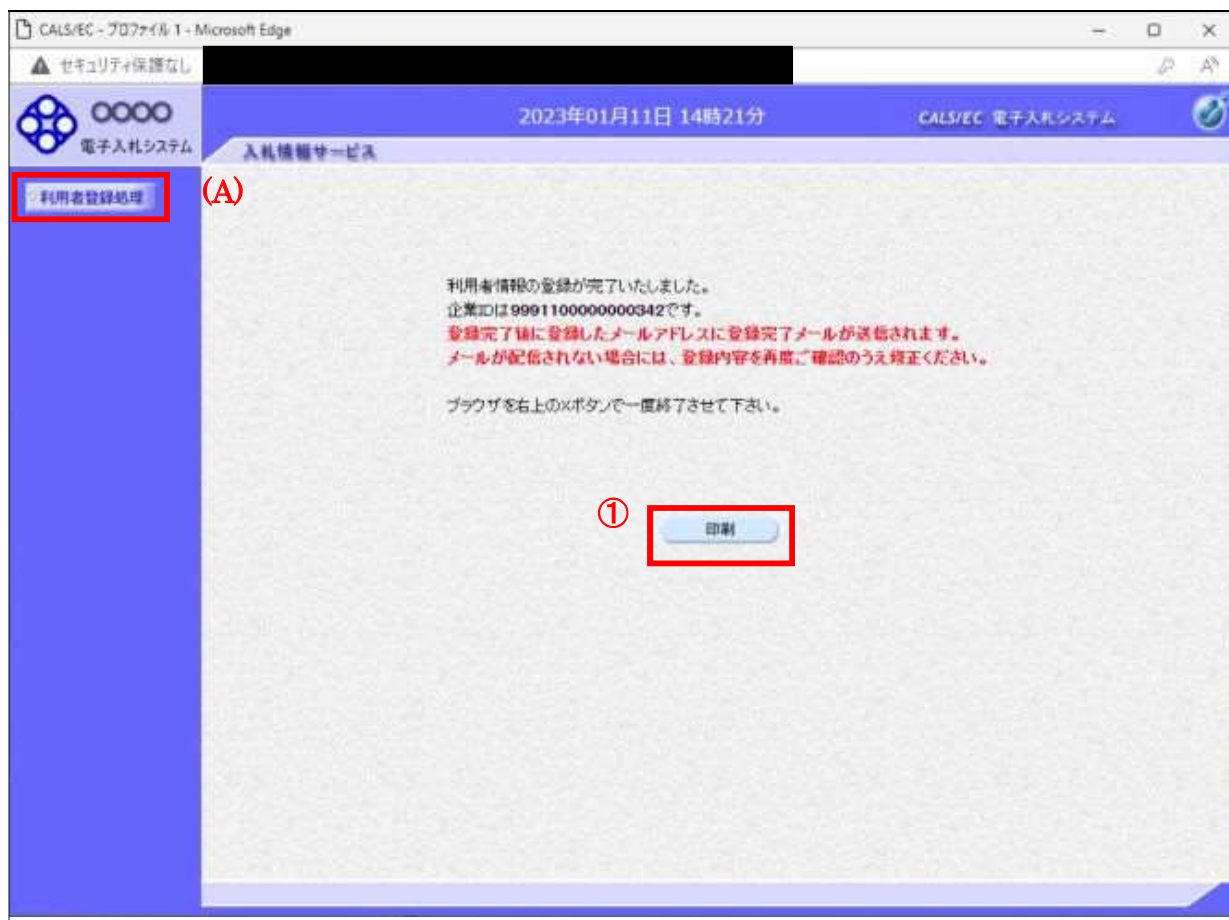 CALS/EC - プロファイル 1 - Microsoft Edge
セキュリティ保護なし
OOOO
電子入札システム
2023年01月11日 14時21分
CALS/EC 電子入札システム
入札情報サービス
利用者登録処理
(A)
利用者情報の登録が完了いたしました。
企業IDは9991100000000342です。
登録完了後に登録したメールアドレスに登録完了メールが送信されます。
メールが配信されない場合には、登録内容を再度ご確認のうえ修正ください。
ブラウザを右上の×ボタンで一度終了させて下さい。
①
印刷